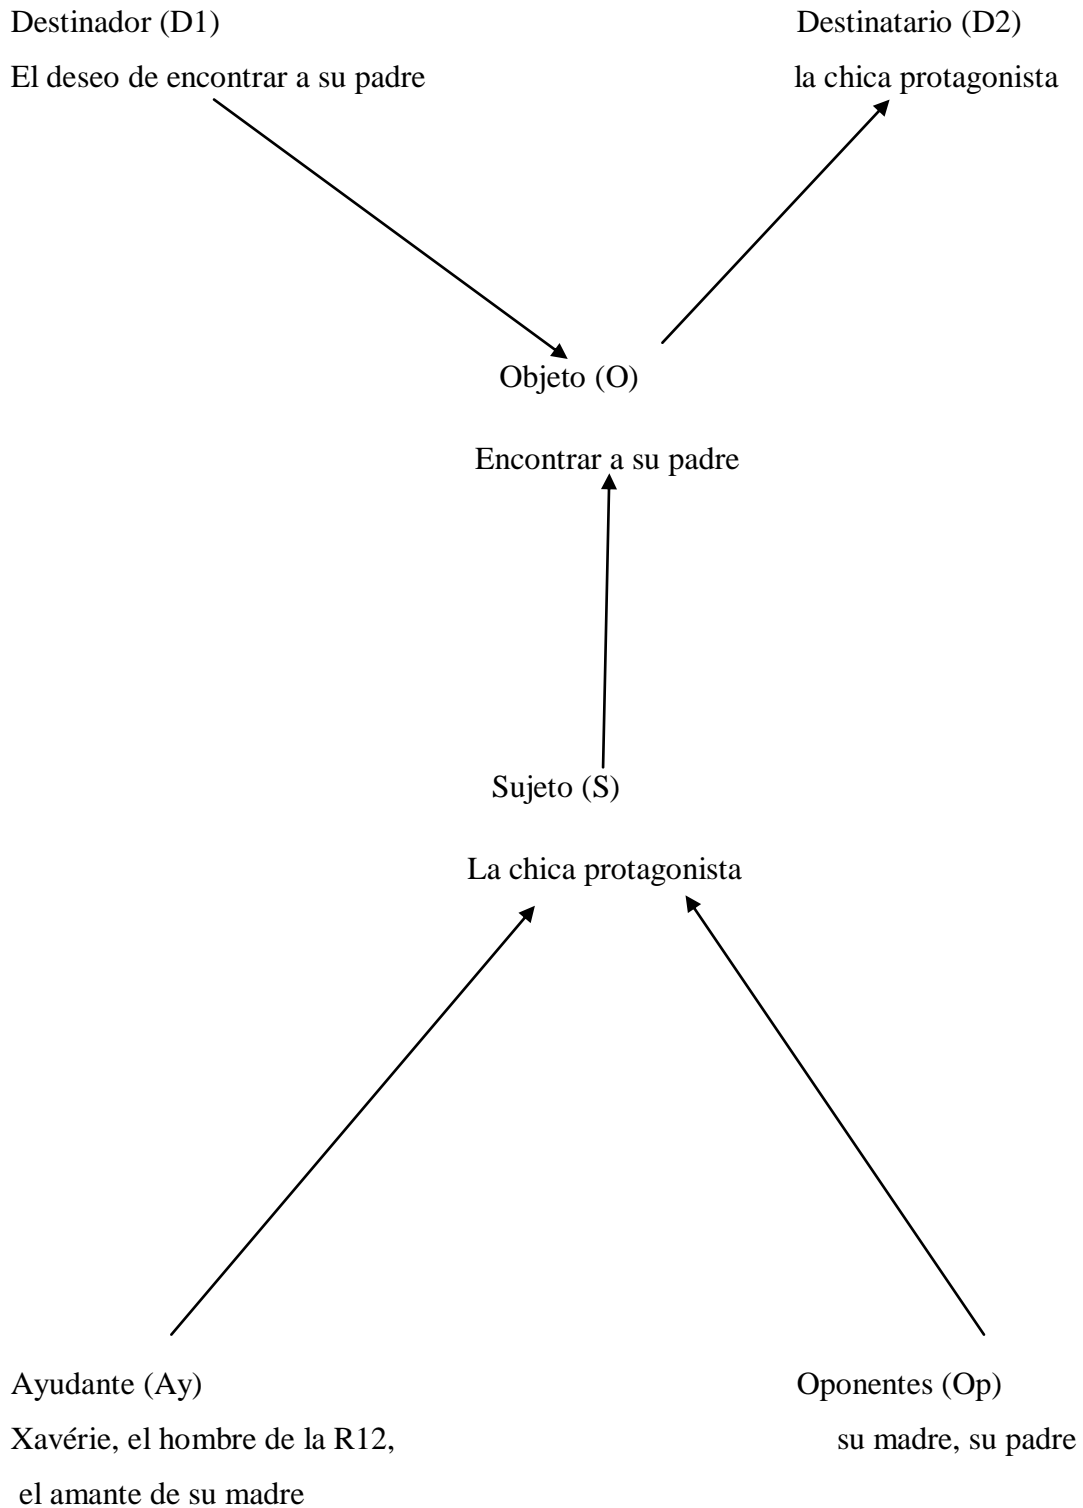 Destinador (D1)
Destinatario (D2)
El deseo de encontrar a su padre
la chica protagonista
Objeto (O)
Encontrar a su padre
Sujeto (S)
La chica protagonista
Ayudante (Ay)
Oponentes (Op)
Xavérie, el hombre de la R12,
su madre, su padre
el amante de su madre